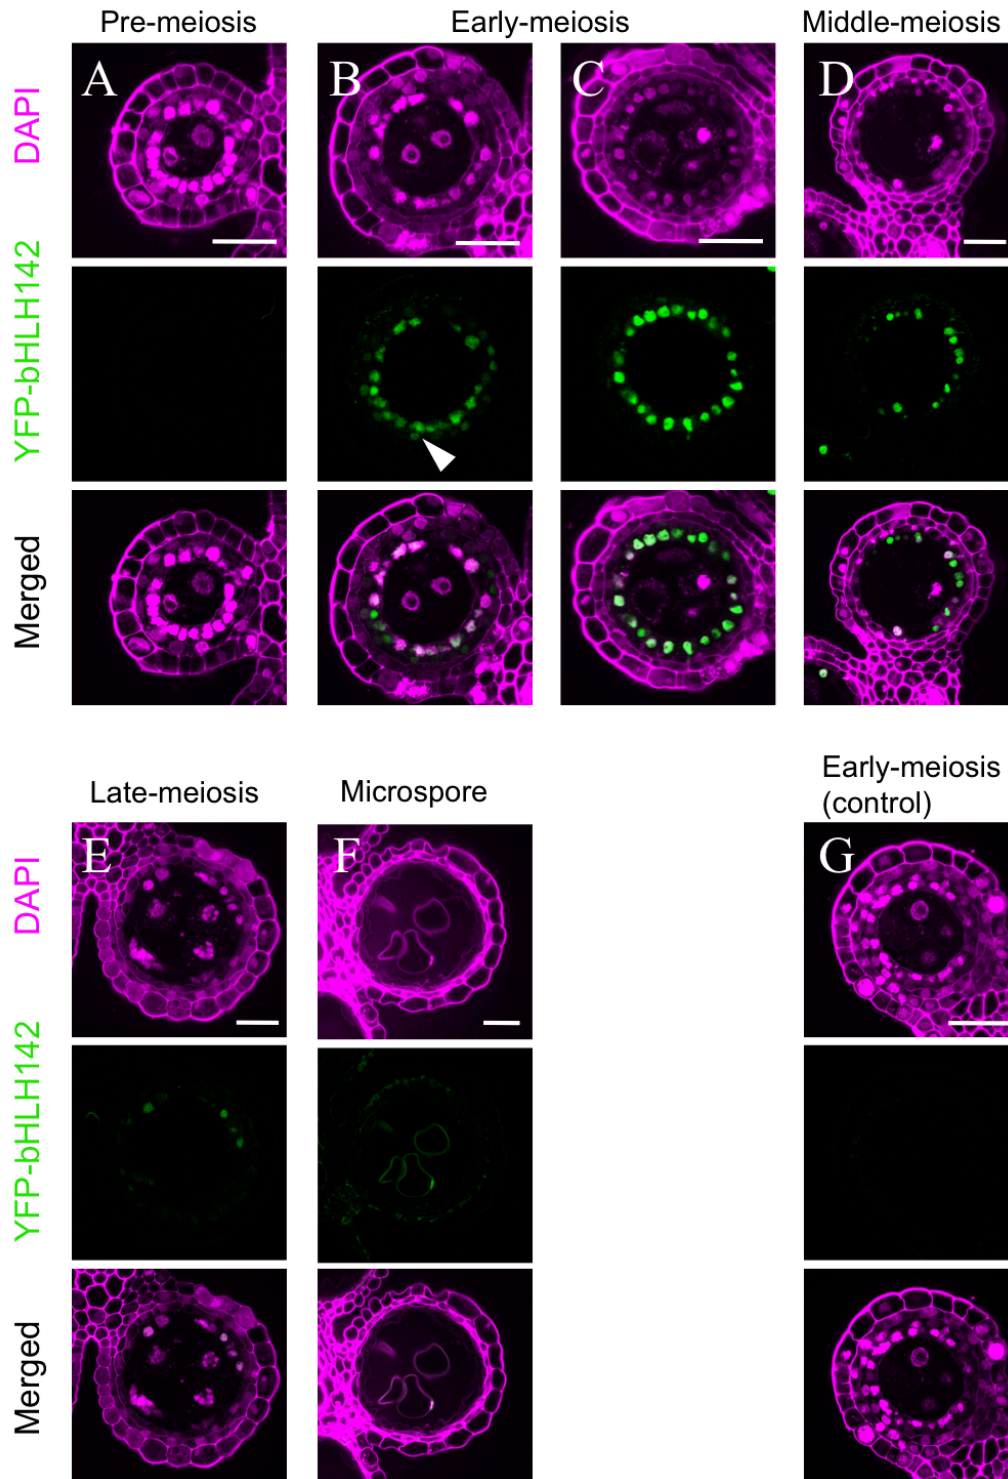 Pre-meiosis
Early-meiosis
Middle-meiosis
DAPI
A
B
C
D
YFP-bHLH142
Merged
Late-meiosis
Microspore
Early-meiosis
(control)
DAPI
E
F
G
YFP-bHLH142
Merged